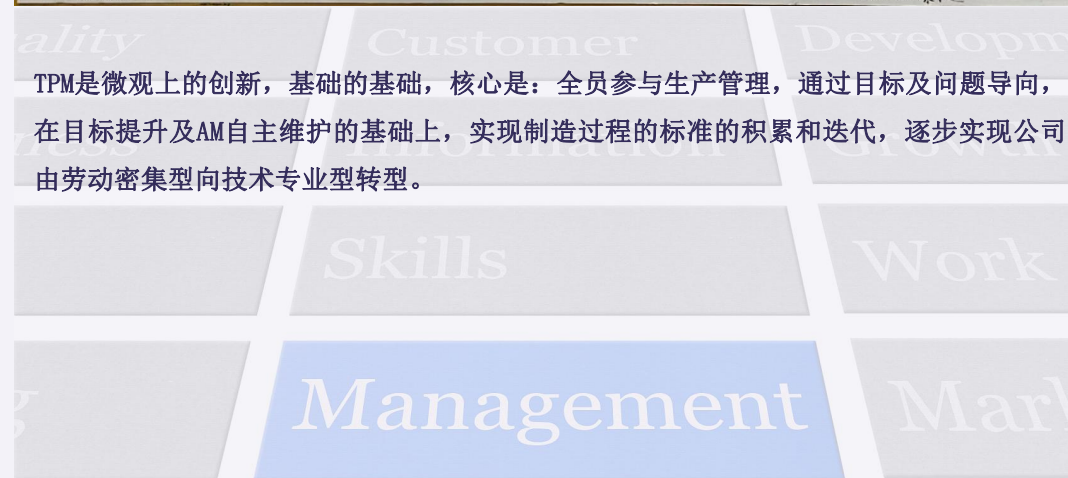 Customer
TPM是微观上的创新，基础的基础，核心是：全员参与生产管理，通过目标及问题导向，
在目标提升及AM自主维护的基础上，实现制造过程的标准的积累和迭代，逐步实现公司
由劳动密集型向技术专业型转型。
Information
Growth
Skills
Work
Management